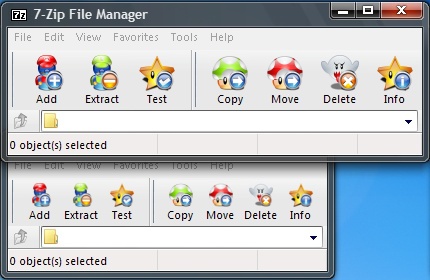 7z 7-Zip File Manager
File Edit View Favorites Tools Help
Add Extract Test Copy Move Delete Info
0 object(s) selected
File Edit View Favorites Tools Help
Add Extract Test Copy Move Delete Info
0 object(s) selected